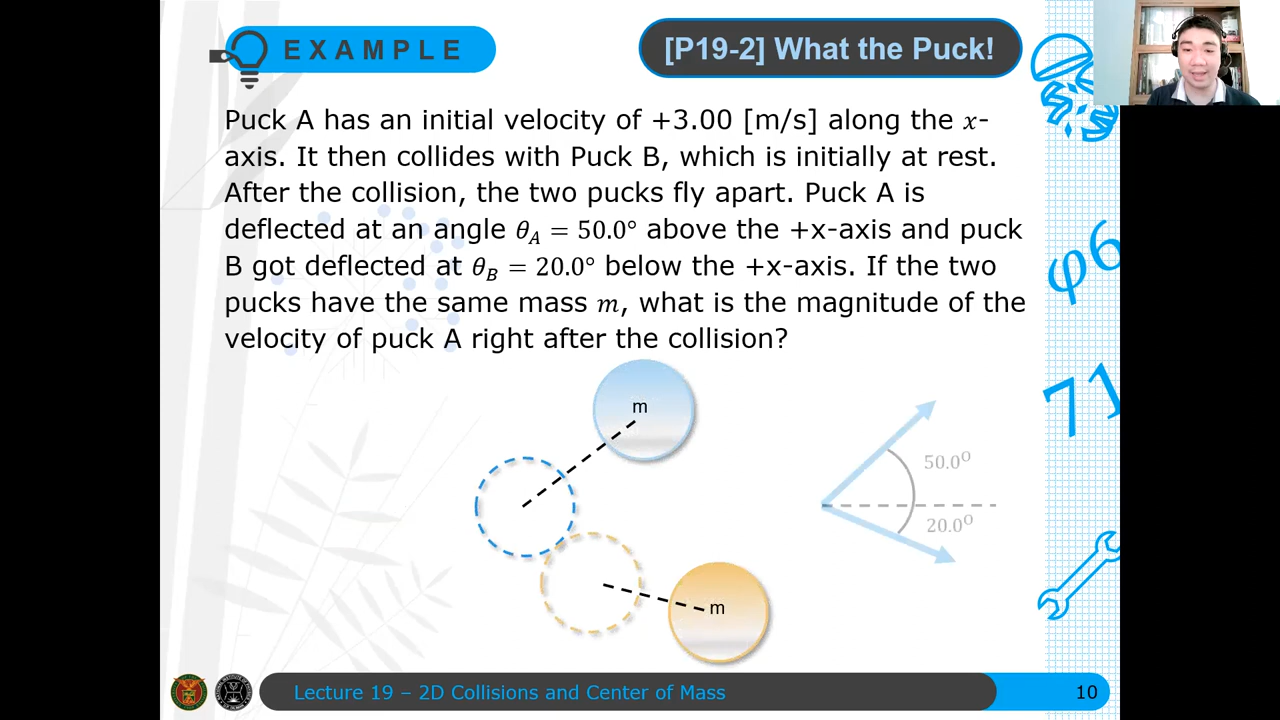 EXAMPLE
[P19-2] What the Puck!
Puck A has an initial velocity of +3.00 [m/s] along the x-
axis. It then collides with Puck B, which is initially at rest.
After the collision, the two pucks fly apart. Puck A is
deflected at an angle θ_A = 50.0° above the +x-axis and puck
B got deflected at θ_B = 20.0° below the +x-axis. If the two
pucks have the same mass m, what is the magnitude of the
velocity of puck A right after the collision?
m
50.0°
20.0°
m
φ6
71
Lecture 19 – 2D Collisions and Center of Mass
10